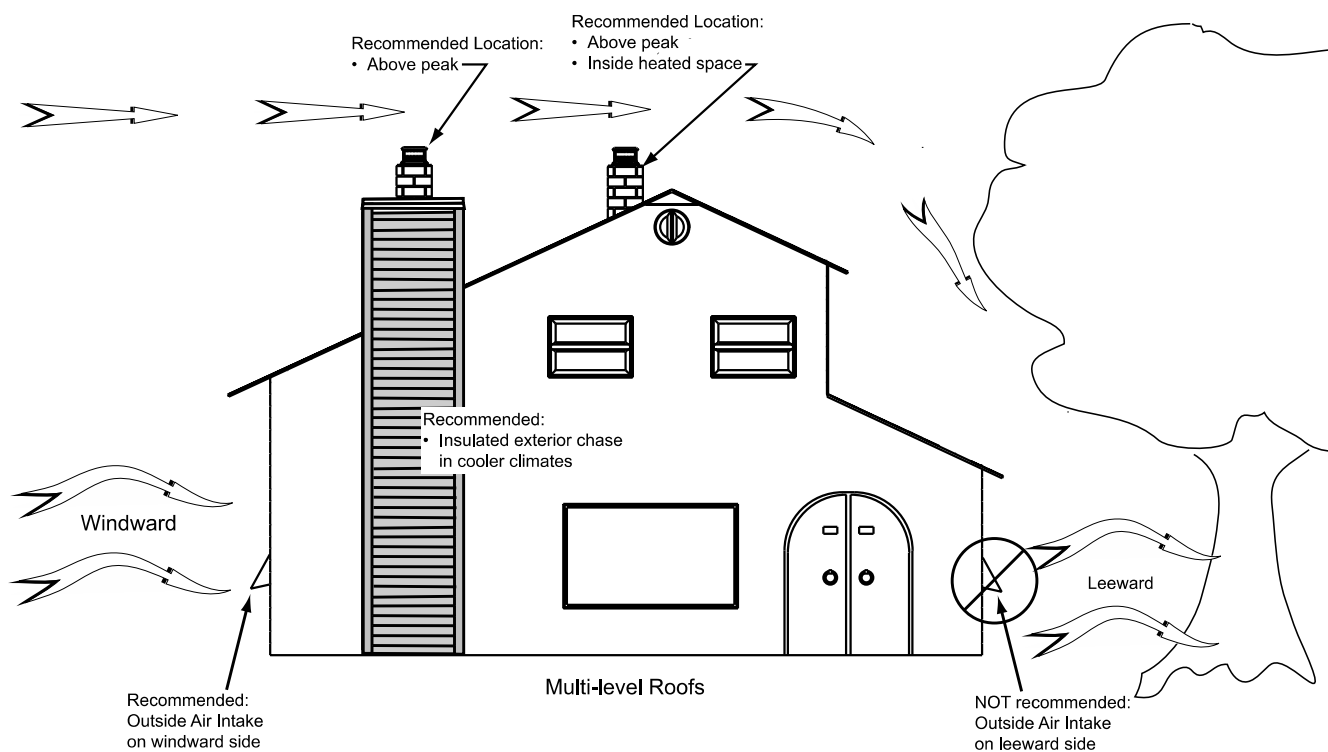 Recommended Location:
• Above peak
Recommended Location:
• Above peak
• Inside heated space
Recommended:
• Insulated exterior chase
in cooler climates
Windward
Leeward
Recommended:
Outside Air Intake
on windward side
Multi-level Roofs
NOT recommended:
Outside Air Intake
on leeward side